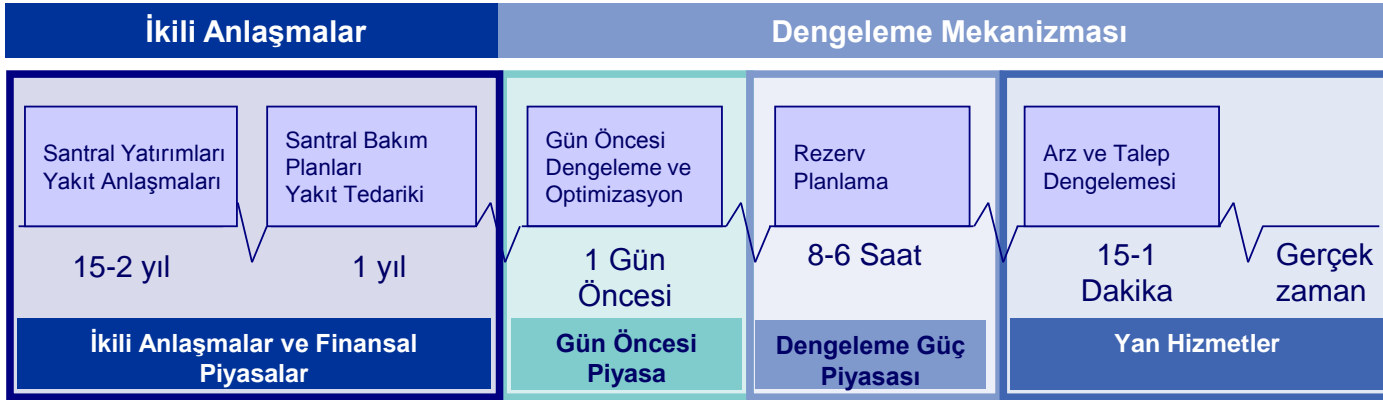 İkili Anlaşmalar
Dengeleme Mekanizması
Santral Yatırımları
Yakıt Anlaşmaları
Santral Bakım
Planları
Yakıt Tedariki
Gün Öncesi
Dengeleme ve
Optimizasyon
Rezerv
Planlama
Arz ve Talep
Dengelemesi
15-2 yıl
1 yıl
1 Gün
Öncesi
8-6 Saat
15-1
Dakika
Gerçek
zaman
İkili Anlaşmalar ve Finansal
Piyasalar
Gün Öncesi
Piyasa
Dengeleme Güç
Piyasası
Yan Hizmetler